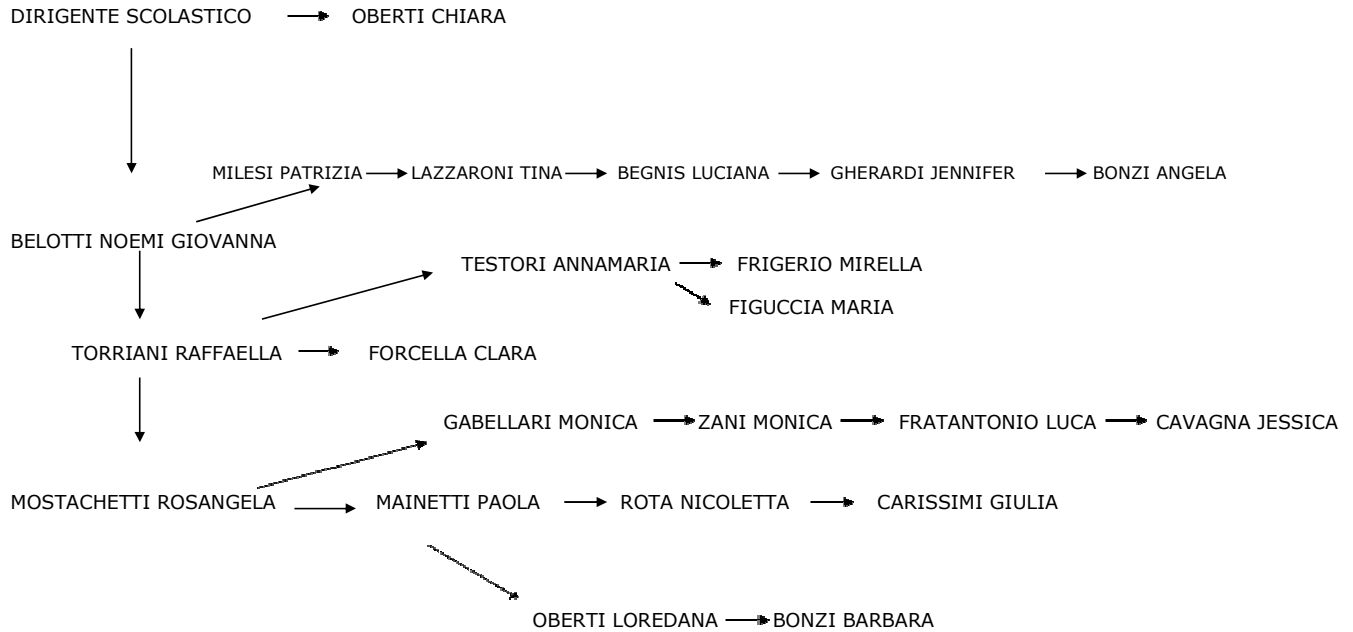 DIRIGENTE SCOLASTICO OBERTI CHIARA
MILESI PATRIZIA LAZZARONI TINA BEGNIS LUCIANA GHERARDI JENNIFER BONZI ANGELA
BELOTTI NOEMI GIOVANNA
TESTORI ANNAMARIA FRIGERIO MIRELLA
FIGUCCIA MARIA
TORRIANI RAFFAELLA FORCELLA CLARA
GABELLARI MONICA ZANI MONICA FRATANTONIO LUCA CAVAGNA JESSICA
MOSTACHETTI ROSANGELA MAINETTI PAOLA ROTA NICOLETTA CARISSIMI GIULIA
OBERTI LOREDANA BONZI BARBARA